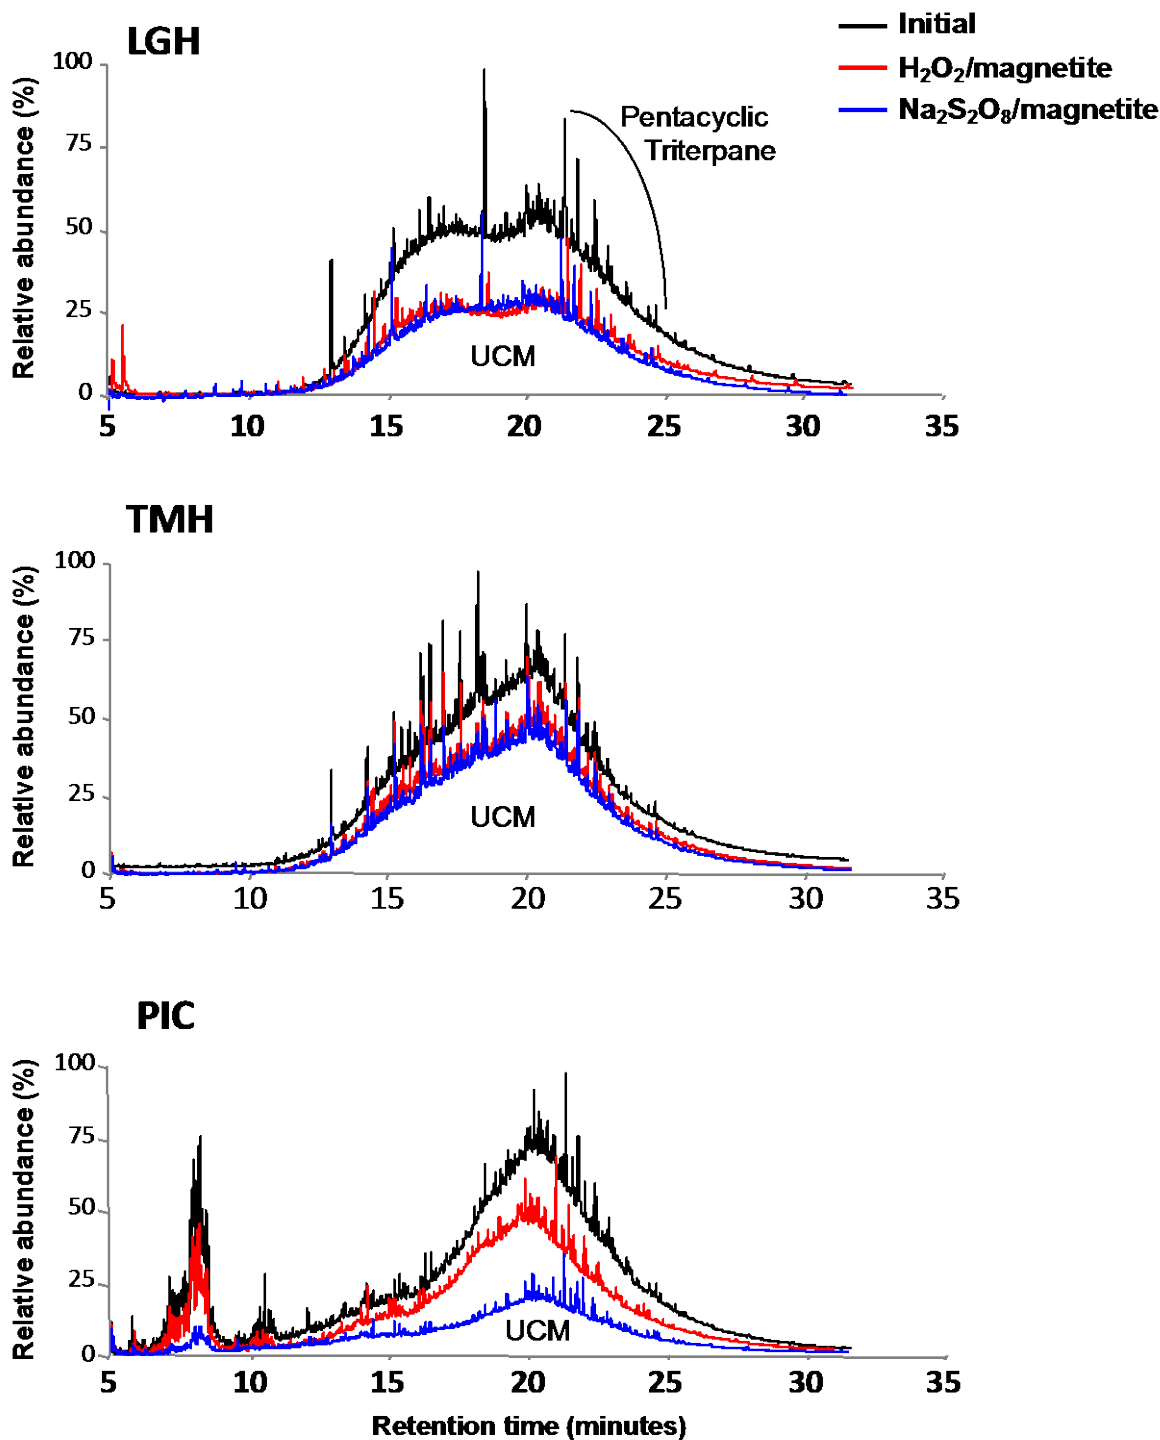 LGH
Initial
H₂O₂/magnetite
Na₂S₂O₈/magnetite
Relative abundance (%)
100
75
50
25
0
Pentacyclic
Triterpane
UCM
5 10 15 20 25 30 35
TMH
Relative abundance (%)
100
75
50
25
0
UCM
5 10 15 20 25 30 35
PIC
Relative abundance (%)
100
75
50
25
0
UCM
5 10 15 20 25 30 35
Retention time (minutes)